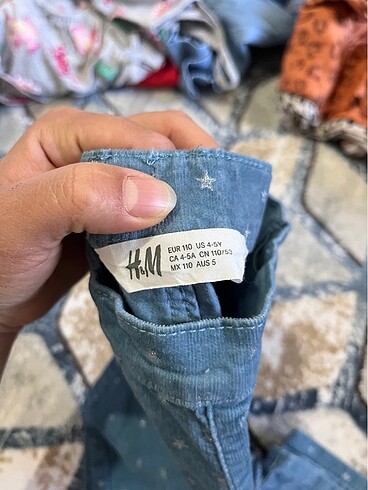 H&M
EUR 110 US 4-5Y
CA 4-5A CN 110/53
MX 110 AUS 5